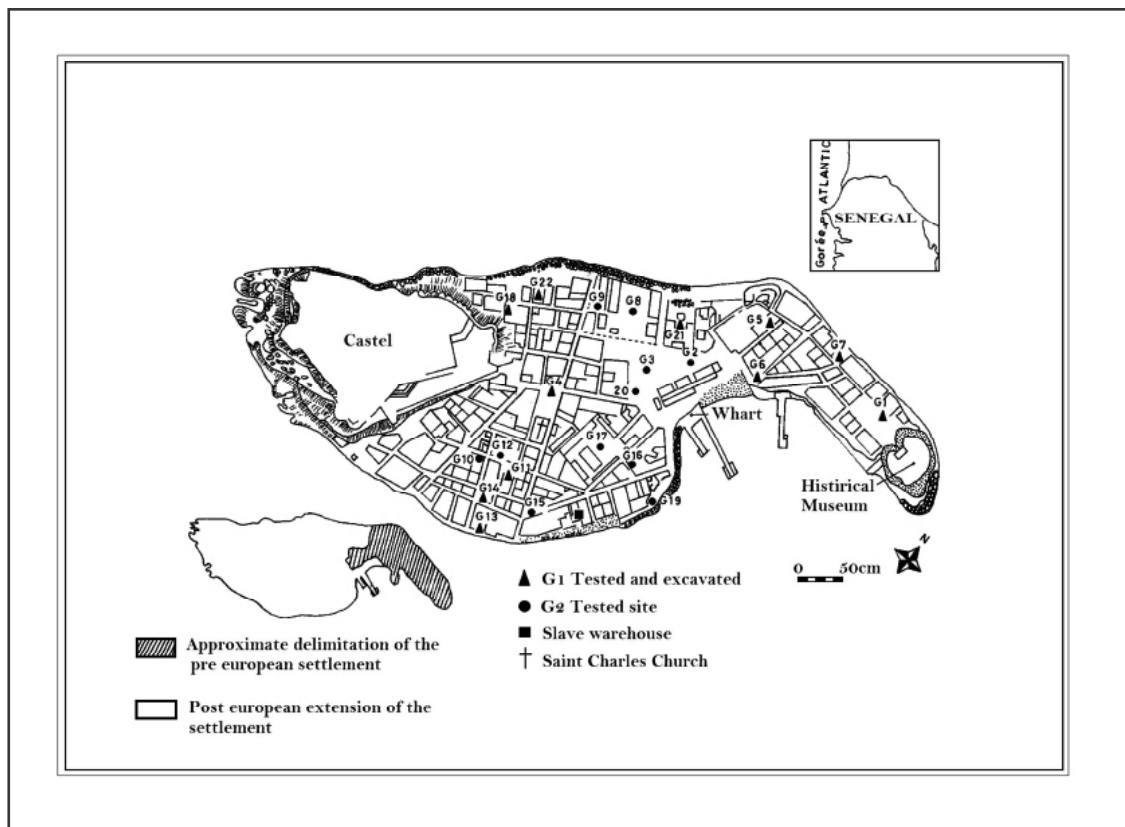 ATLANTIC
Gorée
SENEGAL
G22
G18
G9
G8
G21
G5
G7
Castel
G3
G2
G6
20
G4
G1
Whart
G17
G12
G10
G11
G16
G14
G15
G19
G13
Histirical
Museum
N
0 50cm
G1 Tested and excavated
G2 Tested site
Slave warehouse
Saint Charles Church
Approximate delimitation of the
pre european settlement
Post european extension of the
settlement